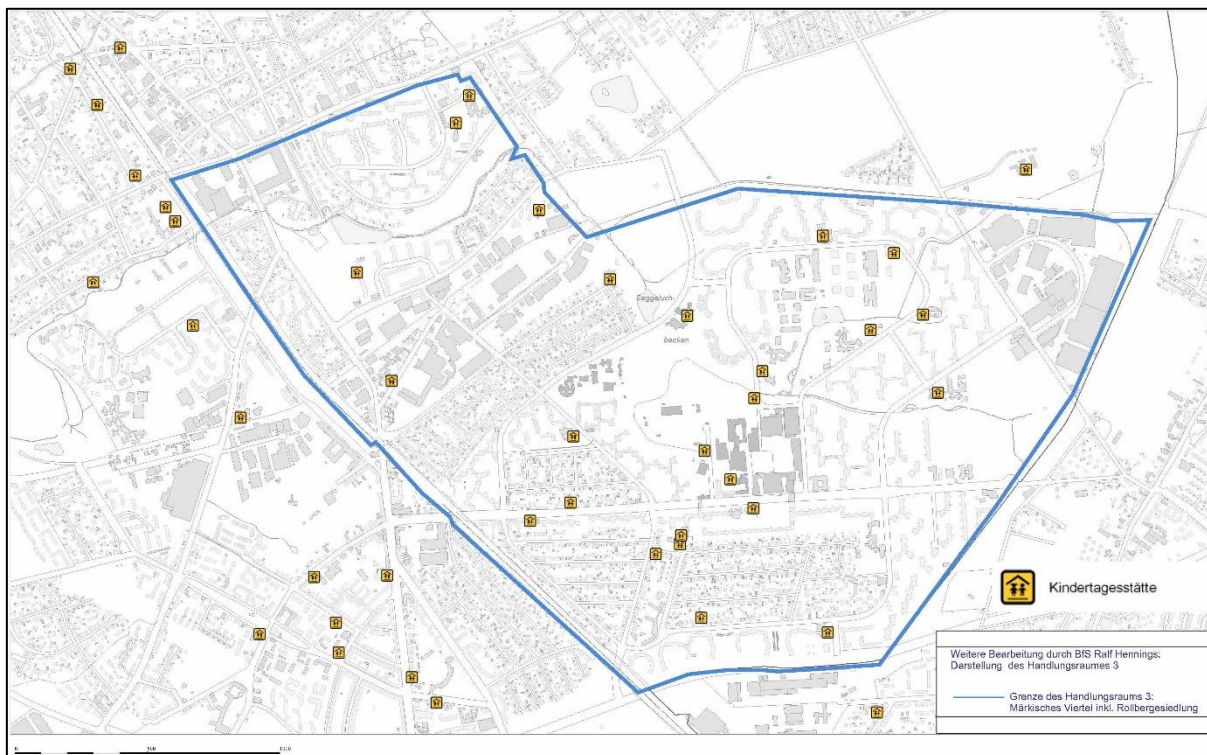 Seggeluch
becken
Kindertagesstätte
Weitere Bearbeitung durch BfS Ralf Hennings:
Darstellung des Handlungsraumes 3
Grenze des Handlungsraums 3:
Märkisches Viertel inkl. Rollbergesiedlung
0